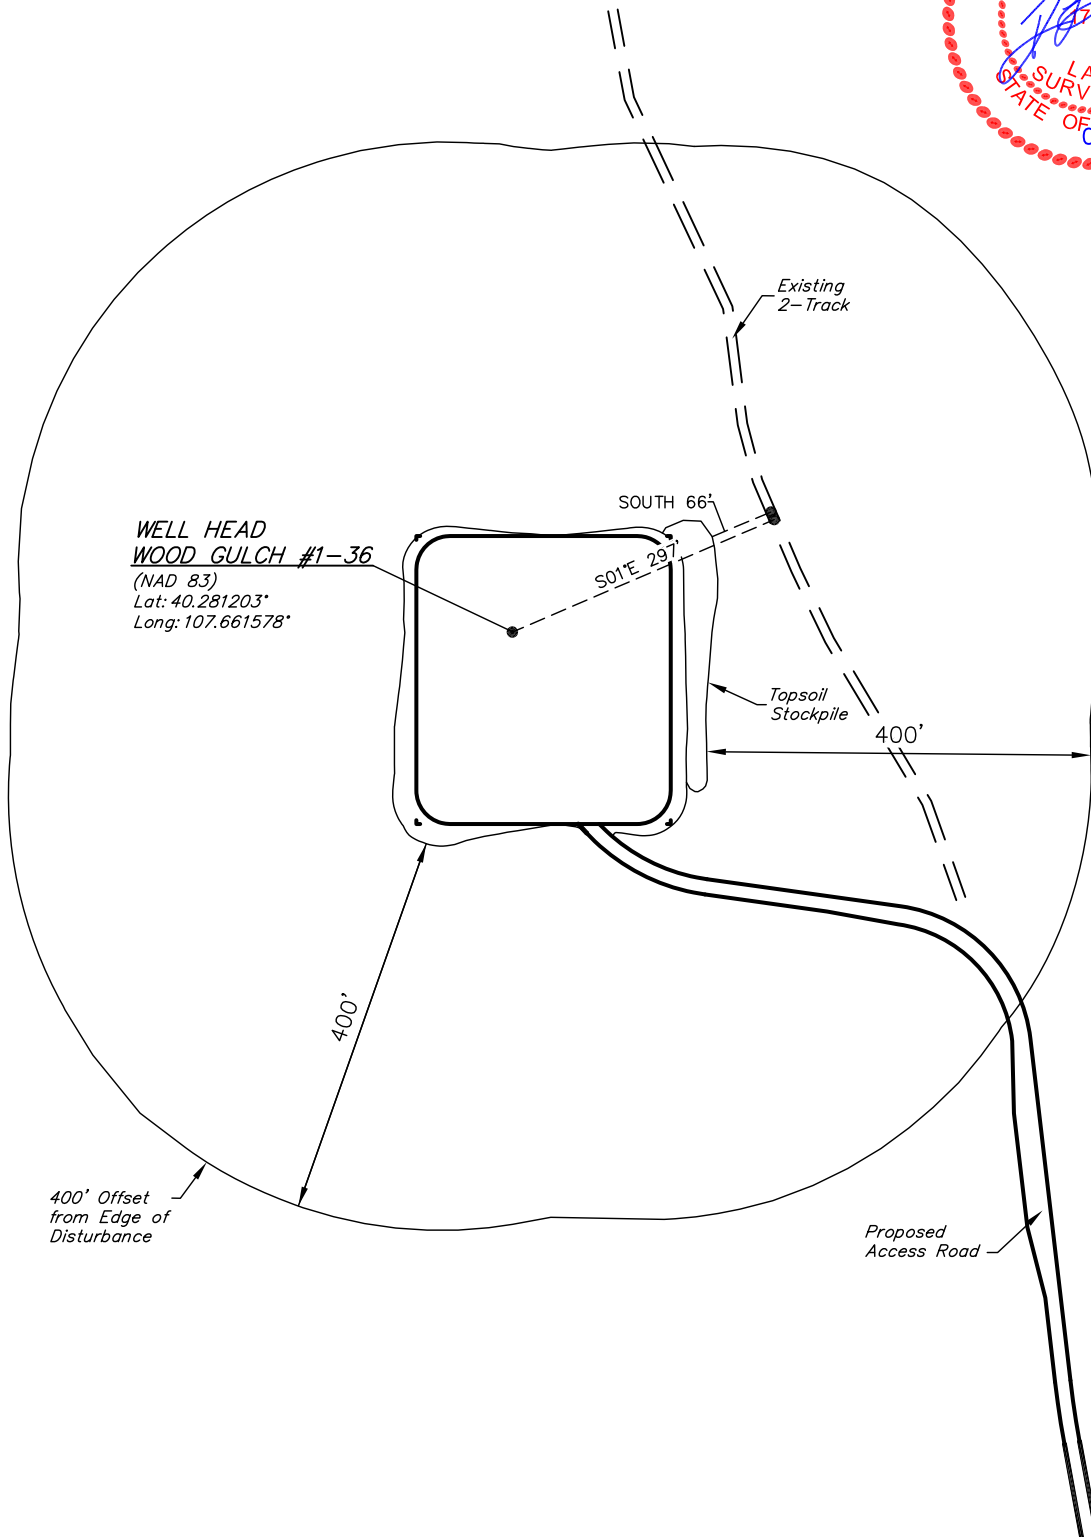 LA
SURV
STATE OF
Existing
2-Track
SOUTH 66'
WELL HEAD
WOOD GULCH #1-36
(NAD 83)
Lat: 40.281203°
Long: 107.661578°
S01°E 297'
Topsoil
Stockpile
400'
400'
400' Offset
from Edge of
Disturbance
Proposed
Access Road